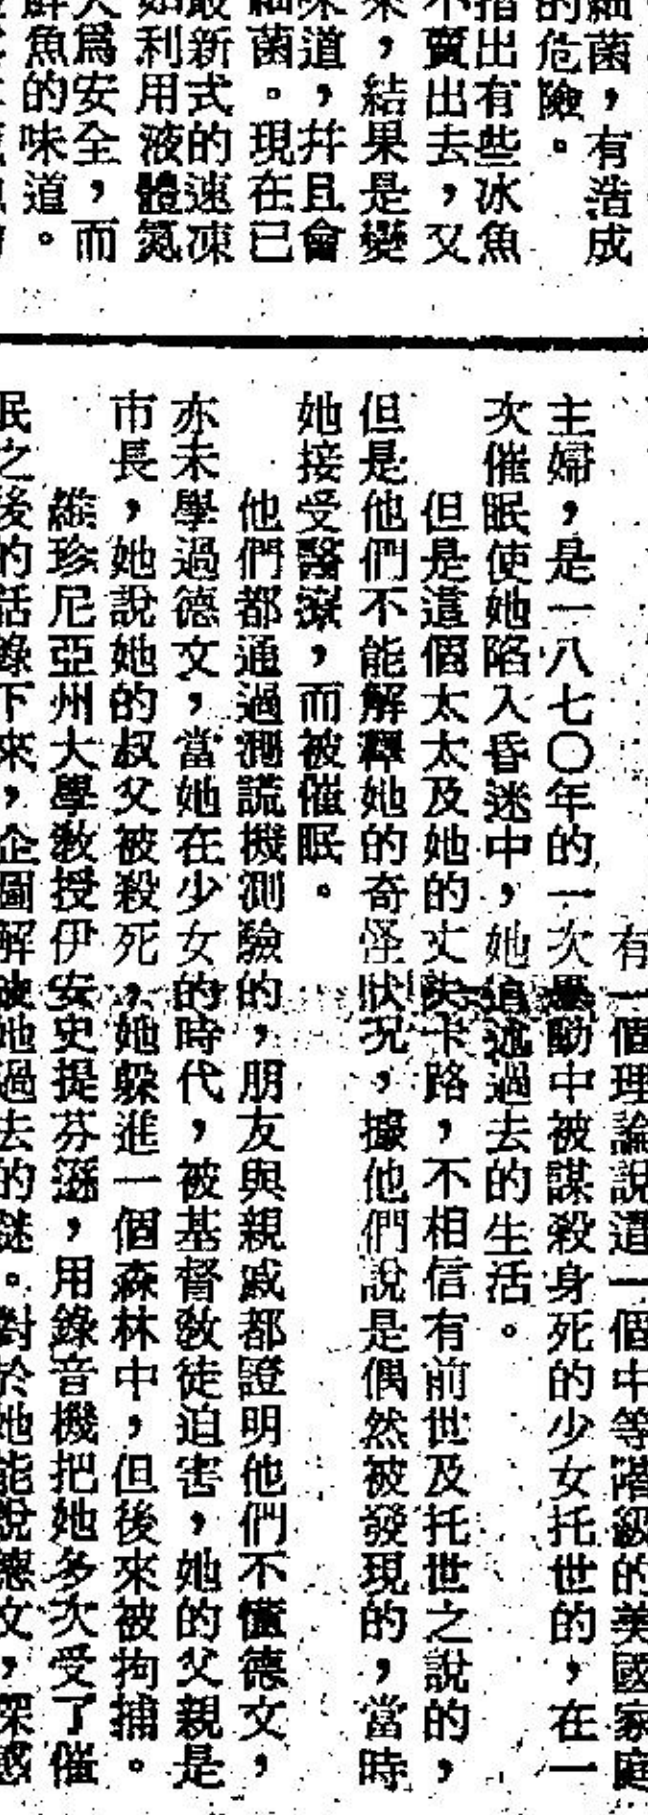 細菌，有造成
的危險。
指出有些冰魚
不賣出去，又
來，結果是變
味道，幷且會
細菌。現在已
最新式的速凍
如利用液體氮
大爲安全，而
鮮魚的味道。
有一個理論說這一個中等階級的美國家庭
主婦，是一八七〇年的一次暴動中被謀殺身死的少女托世的，在一
次催眠使她陷入昏迷中，她追述過去的生活。
但是這個太太及她的丈夫卡路，不相信有前世及托世之說的，
但是他們不能解釋她的奇怪狀況，據他們說是偶然被發現的，當時
她接受醫療，而被催眠。
他們都通過測謊機測驗的，朋友與親戚都證明他們不懂德文，
亦未學過德文，當她在少女的時代，被基督敎徒迫害，她的父親是
市長，她說她的叔父被殺死，她躱進一個森林中，但後來被拘捕。
維珍尼亞州大學敎授伊安史提芬遜，用錄音機把她多次受了催
眠之後的話錄下來，企圖解破她過去的謎。對於她能說德文，深感